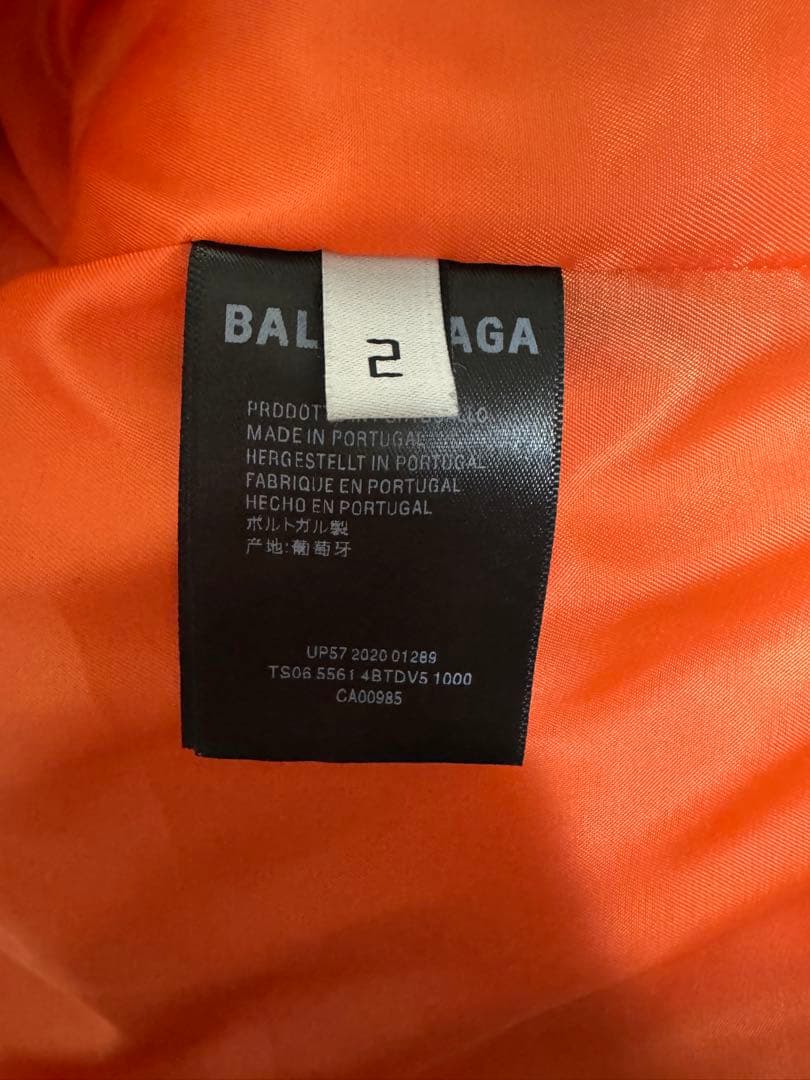 BAL AGA
2
MADE IN PORTUGAL
HERGESTELLT IN PORTUGAL
FABRIQUE EN PORTUGAL
HECHO EN PORTUGAL
ポルトガル製
产地:葡萄牙
UP57 2020 01289
TS06 5561 4BTDV5 1000
CA00985